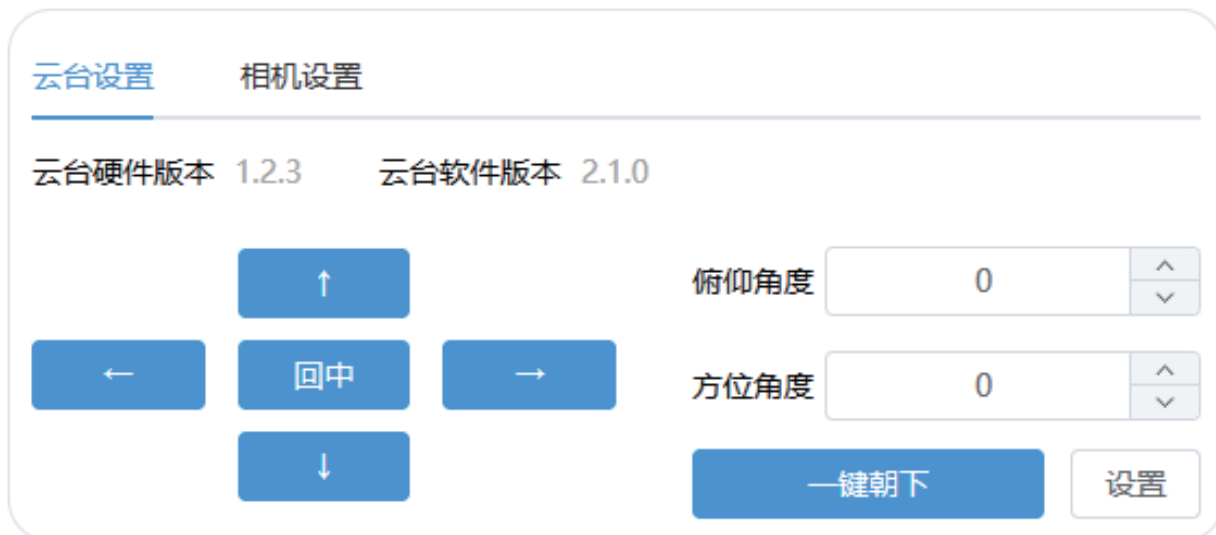 云台设置 相机设置
云台硬件版本 1.2.3 云台软件版本 2.1.0
↑
俯仰角度 0
← 回中 →
方位角度 0
↓
一键朝下 设置